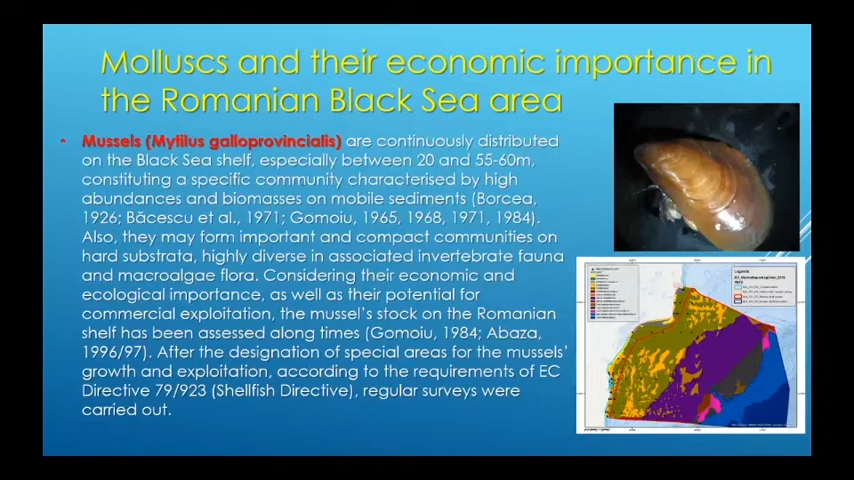 Molluscs and their economic importance in
the Romanian Black Sea area
• Mussels (Mytilus galloprovincialis) are continuously distributed
on the Black Sea shelf, especially between 20 and 55-60m,
constituting a specific community characterised by high
abundances and biomasses on mobile sediments (Borcea,
1926; Băcescu et al., 1971; Gomoiu, 1965, 1968, 1971, 1984).
Also, they may form important and compact communities on
hard substrata, highly diverse in associated invertebrate fauna
and macroalgae flora. Considering their economic and
ecological importance, as well as their potential for
commercial exploitation, the mussel's stock on the Romanian
shelf has been assessed along times (Gomoiu, 1984; Abaza,
1996/97). After the designation of special areas for the mussels'
growth and exploitation, according to the requirements of EC
Directive 79/923 (Shellfish Directive), regular surveys were
carried out.
Legenda